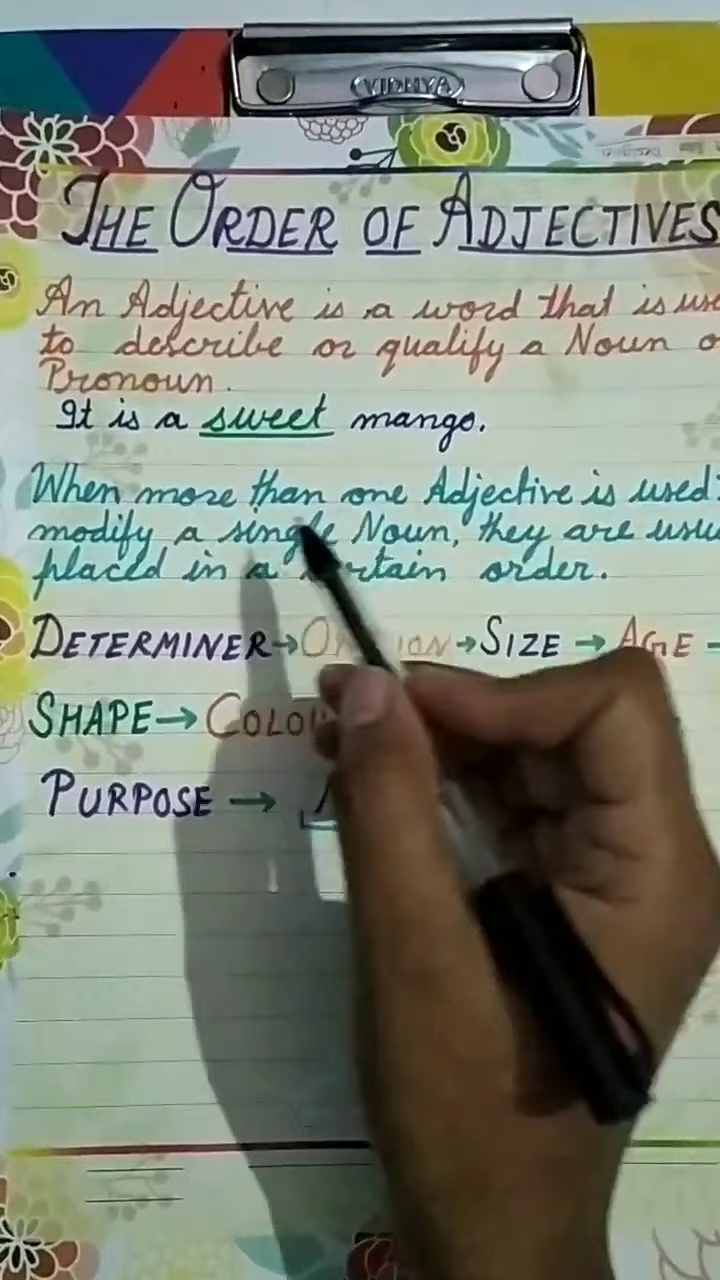 VIDHYA
THE ORDER OF ADJECTIVES
An Adjective is a word that is
to describe or qualify a Noun
Pronoun.
It is a sweet mango.
When more than one Adjective is used
modify a single Noun, they are
placed in a certain order.
DETERMINER → OPINION → SIZE → AGE →
SHAPE →
PURPOSE →